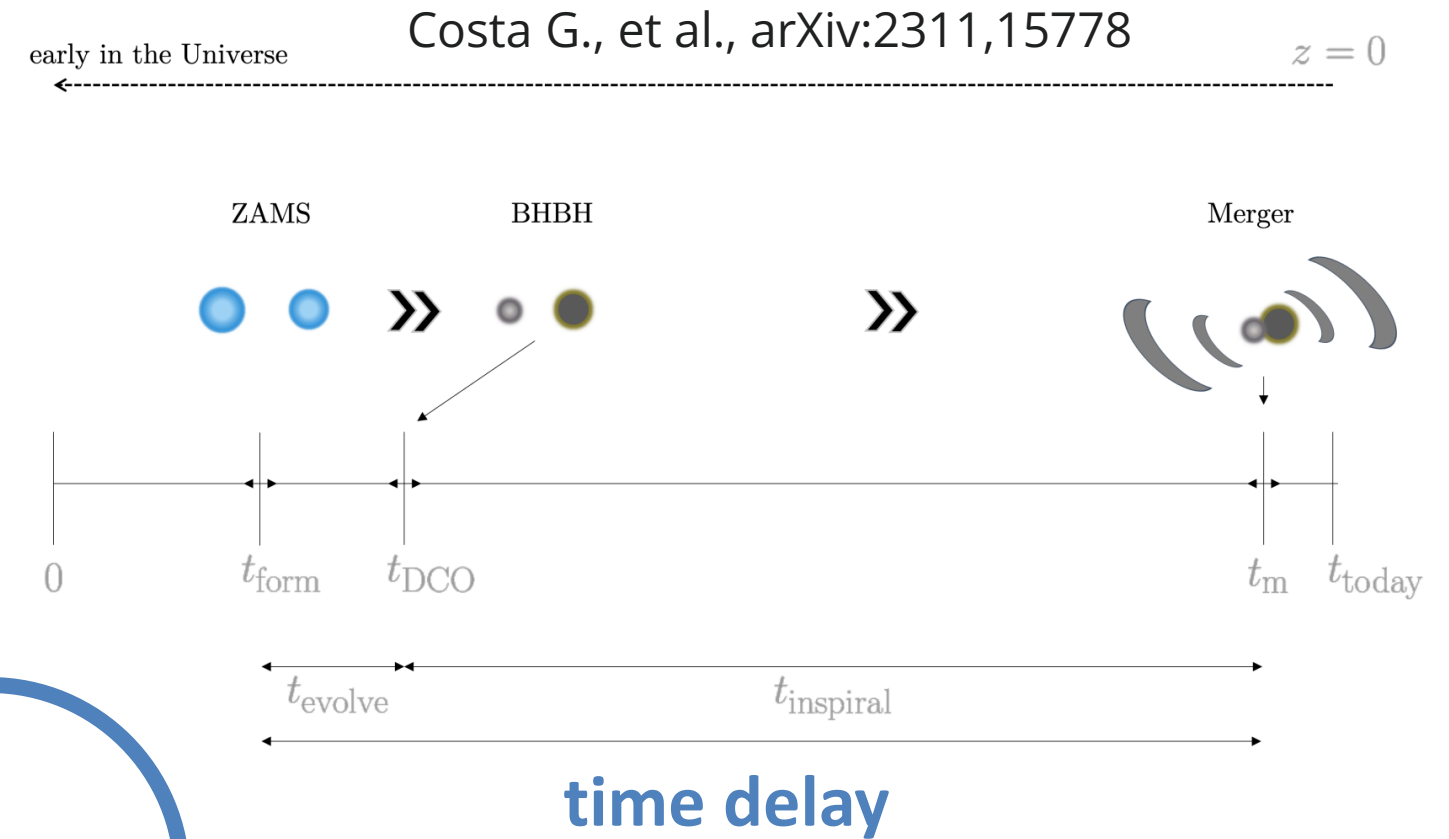 Costa G., et al., arXiv:2311,15778
early in the Universe
z = 0
ZAMS
BHBH
Merger
0
t_form
t_DCO
t_m
t_today
t_evolve
t_inspiral
time delay